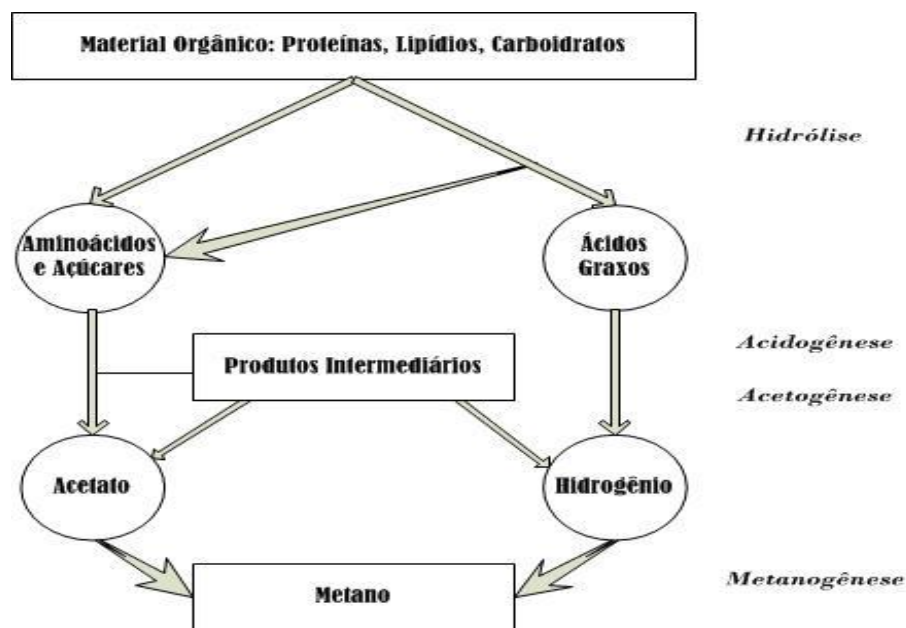 Material Orgânico: Proteínas, Lipídios, Carboidratos
Hidrólise
Aminoácidos
e Açúcares
Ácidos
Graxos
Acidogênese
Produtos Intermediários
Acetogênese
Acetato
Hidrogênio
Metanogênese
Metano